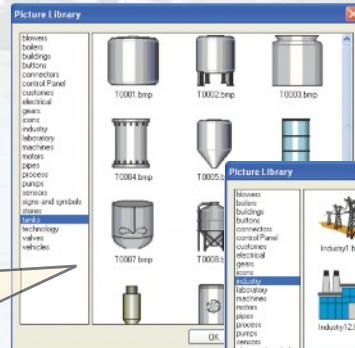 Picture Library
blowers
boilers
buildings
buttons
connectors
control Panel
customes
electrical
gears
icons
industry
laboratory
machines
motors
pipes
process
pumps
sensors
signs and symbols
stores
tanks
technology
valves
vehicles
T0001.bmp
T0002.bmp
T0003.bmp
T0004.bmp
T0005.b
T0007.bmp
T0008.b
OK
Picture Library
blowers
boilers
buildings
buttons
connectors
control Panel
customes
electrical
gears
icons
industry
laboratory
machines
motors
pipes
process
pumps
sensors
Industry1.b
Industry12.b